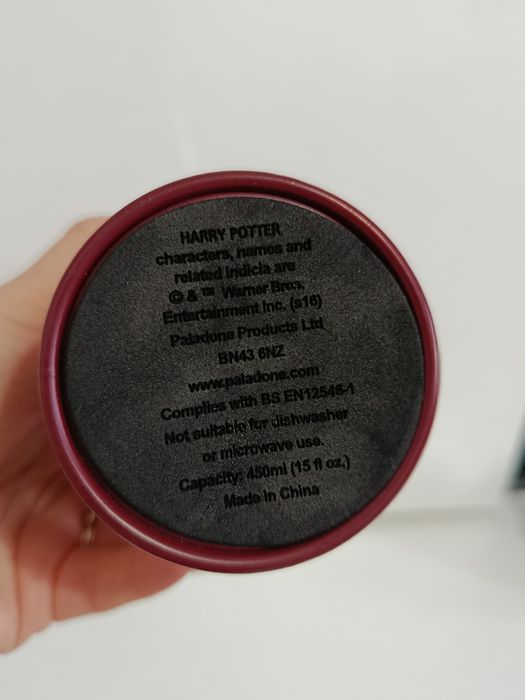 HARRY POTTER
characters, names and
related indicia are
© & ™ Warner Bros.
Entertainment Inc. (s16)
Paladone Products Ltd
BN43 6NZ
www.paladone.com
Complies with BS EN12546-1
Not suitable for dishwasher
or microwave use.
Capacity: 450ml (15 fl oz.)
Made in China